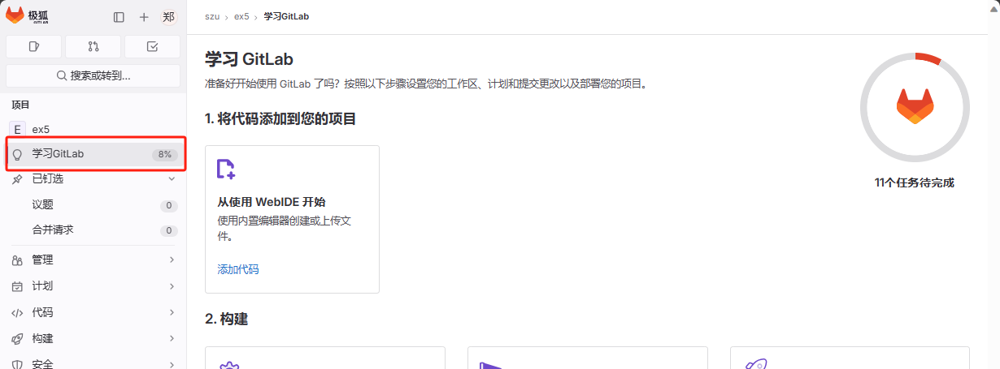 极狐
GITLAB
郑
搜索或转到...
项目
E ex5
学习GitLab 8%
已钉选
议题 0
合并请求 0
管理
计划
代码
构建
安全
szu › ex5 › 学习GitLab
学习 GitLab
准备好开始使用 GitLab 了吗？按照以下步骤设置您的工作区、计划和提交更改以及部署您的项目。
11个任务待完成
1. 将代码添加到您的项目
从使用 WebIDE 开始
使用内置编辑器创建或上传文
件。
添加代码
2. 构建